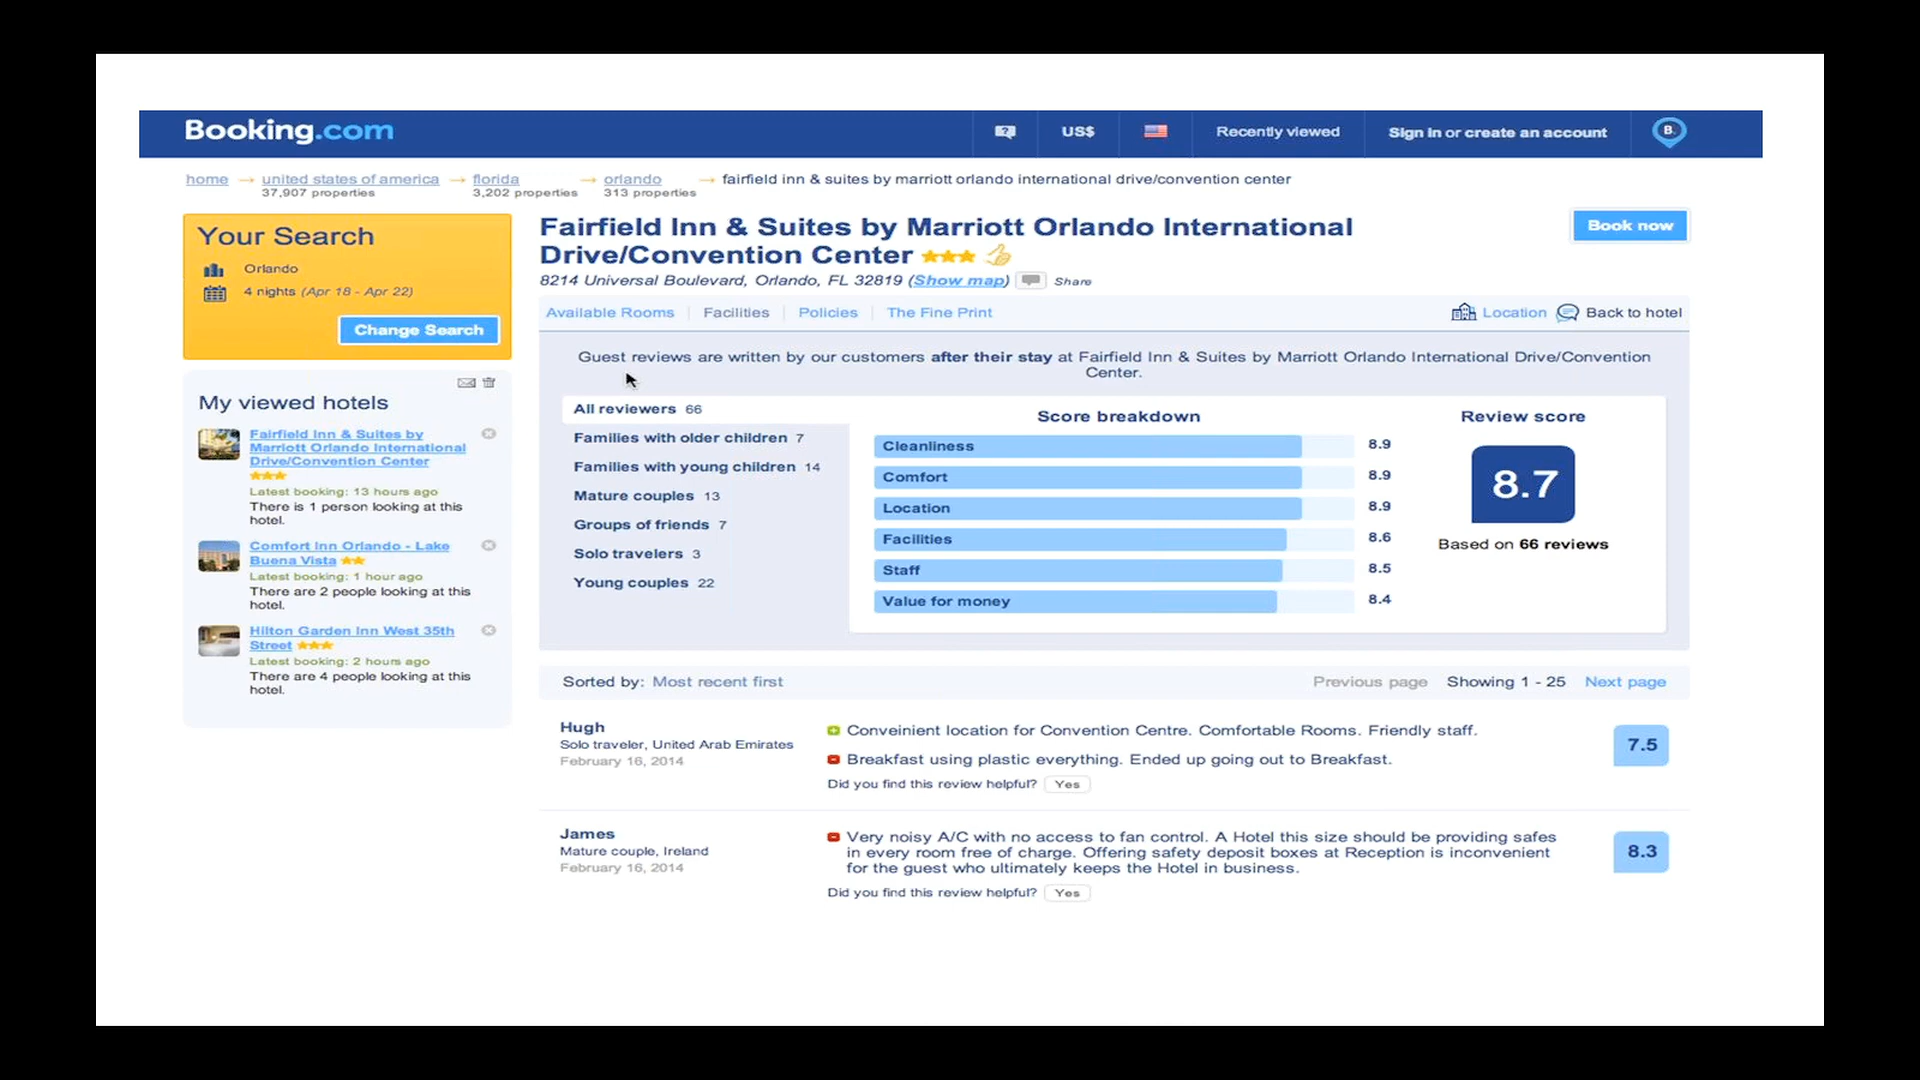 Booking.com
US$
Recently viewed
Sign in or create an account
B.
home → united states of america → florida → orlando → fairfield inn & suites by marriott orlando international drive/convention center
37,907 properties
3,202 properties
313 properties
Your Search
Orlando
4 nights (Apr 18 - Apr 22)
Change Search
My viewed hotels
Fairfield Inn & Suites by
Marriott Orlando International
Drive/Convention Center
Latest booking: 13 hours ago
There is 1 person looking at this
hotel.
Comfort Inn Orlando - Lake
Buena Vista
Latest booking: 1 hour ago
There are 2 people looking at this
hotel.
Hilton Garden Inn West 35th
Street
Latest booking: 2 hours ago
There are 4 people looking at this
hotel.
Fairfield Inn & Suites by Marriott Orlando International
Drive/Convention Center
Book now
8214 Universal Boulevard, Orlando, FL 32819 (Show map) Share
Available Rooms Facilities Policies The Fine Print
Location Back to hotel
Guest reviews are written by our customers after their stay at Fairfield Inn & Suites by Marriott Orlando International Drive/Convention
Center.
All reviewers 66
Families with older children 7
Families with young children 14
Mature couples 13
Groups of friends 7
Solo travelers 3
Young couples 22
Score breakdown
Cleanliness 8.9
Comfort 8.9
Location 8.9
Facilities 8.6
Staff 8.5
Value for money 8.4
Review score
8.7
Based on 66 reviews
Sorted by: Most recent first
Previous page Showing 1 - 25 Next page
Hugh
Solo traveler, United Arab Emirates
February 16, 2014
Conveinient location for Convention Centre. Comfortable Rooms. Friendly staff.
Breakfast using plastic everything. Ended up going out to Breakfast.
Did you find this review helpful? Yes
7.5
James
Mature couple, Ireland
February 16, 2014
Very noisy A/C with no access to fan control. A Hotel this size should be providing safes
in every room free of charge. Offering safety deposit boxes at Reception is inconvenient
for the guest who ultimately keeps the Hotel in business.
Did you find this review helpful? Yes
8.3